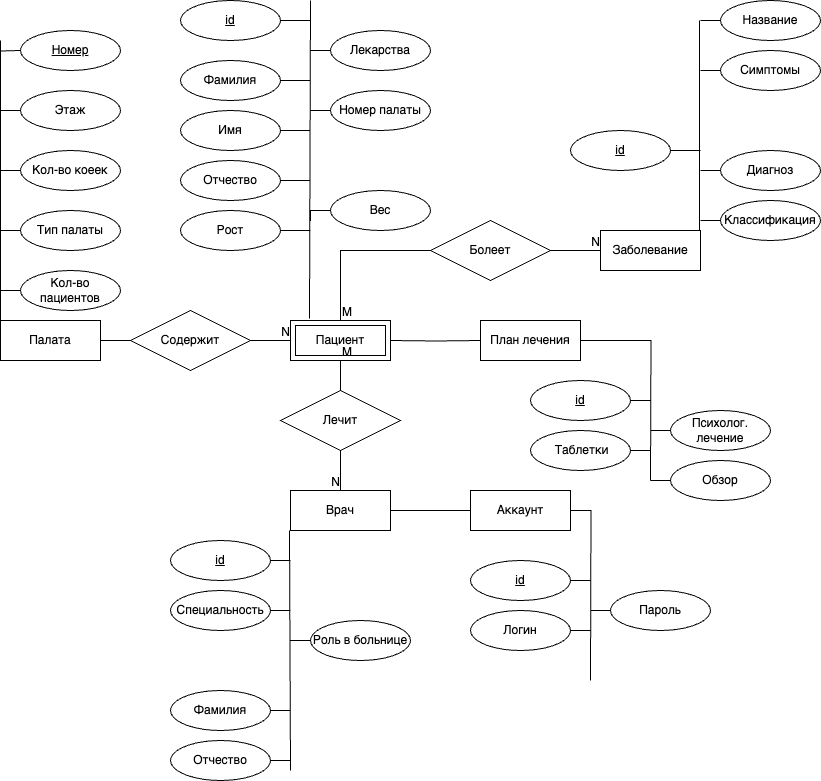 Номер
Этаж
Кол-во коеек
Тип палаты
Кол-во
пациентов
Палата
Содержит
N
id
Фамилия
Имя
Отчество
Рост
Лекарства
Номер палаты
Вес
M
Пациент
M
Болеет
N
Заболевание
Название
Симптомы
id
Диагноз
Классификация
План лечения
id
Таблетки
Психолог.
лечение
Обзор
Лечит
N
Врач
id
Специальность
Роль в больнице
Фамилия
Отчество
Аккаунт
id
Логин
Пароль